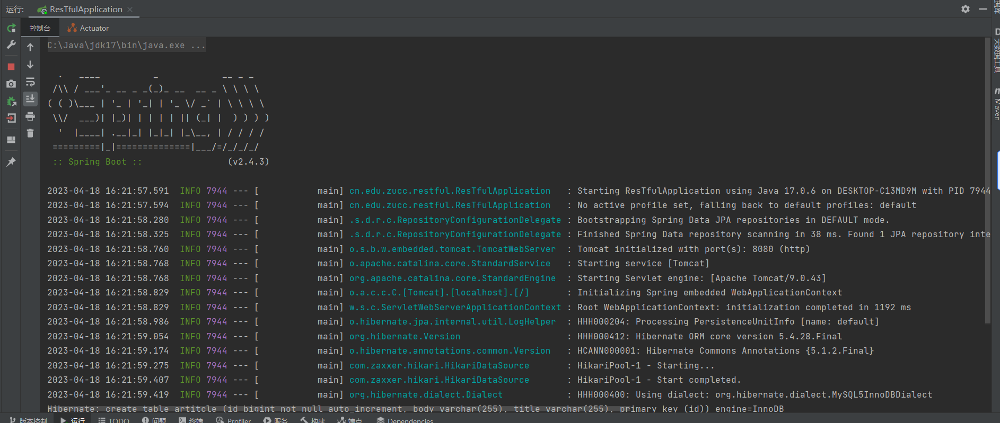 运行: ResTfulApplication
控制台 Actuator
C:\Java\jdk17\bin\java.exe ...
  .   ____          _            __ _ _
 /\\ / ___'_ __ _ _(_)_ __  __ _ \ \ \ \
( ( )\___ | '_ | '_| | '_ \/ _` | \ \ \ \
 \\/  ___)| |_)| | | | | || (_| |  ) ) ) )
  '  |____| .__|_| |_|_| |_\__, | / / / /
 =========|_|==============|___/=/_/_/_/
:: Spring Boot :: (v2.4.3)
2023-04-18 16:21:57.591 INFO 7944 --- [ main] cn.edu.zucc.restful.ResTfulApplication : Starting ResTfulApplication using Java 17.0.6 on DESKTOP-C13MD9M with PID 7944
2023-04-18 16:21:57.594 INFO 7944 --- [ main] cn.edu.zucc.restful.ResTfulApplication : No active profile set, falling back to default profiles: default
2023-04-18 16:21:58.280 INFO 7944 --- [ main] .s.d.r.c.RepositoryConfigurationDelegate : Bootstrapping Spring Data JPA repositories in DEFAULT mode.
2023-04-18 16:21:58.325 INFO 7944 --- [ main] .s.d.r.c.RepositoryConfigurationDelegate : Finished Spring Data repository scanning in 38 ms. Found 1 JPA repository inte
2023-04-18 16:21:58.760 INFO 7944 --- [ main] o.s.b.w.embedded.tomcat.TomcatWebServer : Tomcat initialized with port(s): 8080 (http)
2023-04-18 16:21:58.768 INFO 7944 --- [ main] o.apache.catalina.core.StandardService : Starting service [Tomcat]
2023-04-18 16:21:58.768 INFO 7944 --- [ main] org.apache.catalina.core.StandardEngine : Starting Servlet engine: [Apache Tomcat/9.0.43]
2023-04-18 16:21:58.829 INFO 7944 --- [ main] o.a.c.c.C.[Tomcat].[localhost].[/] : Initializing Spring embedded WebApplicationContext
2023-04-18 16:21:58.829 INFO 7944 --- [ main] w.s.c.ServletWebServerApplicationContext : Root WebApplicationContext: initialization completed in 1192 ms
2023-04-18 16:21:58.986 INFO 7944 --- [ main] o.hibernate.jpa.internal.util.LogHelper : HHH000204: Processing PersistenceUnitInfo [name: default]
2023-04-18 16:21:59.054 INFO 7944 --- [ main] org.hibernate.Version : HHH000412: Hibernate ORM core version 5.4.28.Final
2023-04-18 16:21:59.174 INFO 7944 --- [ main] o.hibernate.annotations.common.Version : HCANN000001: Hibernate Commons Annotations {5.1.2.Final}
2023-04-18 16:21:59.275 INFO 7944 --- [ main] com.zaxxer.hikari.HikariDataSource : HikariPool-1 - Starting...
2023-04-18 16:21:59.407 INFO 7944 --- [ main] com.zaxxer.hikari.HikariDataSource : HikariPool-1 - Start completed.
2023-04-18 16:21:59.419 INFO 7944 --- [ main] org.hibernate.dialect.Dialect : HHH000400: Using dialect: org.hibernate.dialect.MySQL5InnoDBDialect
Hibernate: create table artitcle (id bigint not null auto_increment, body varchar(255), title varchar(255), primary key (id)) engine=InnoDB
版本控制 运行 TODO 问题 终端 Profiler 服务 构建 端点 Dependencies
数据库
D 大数据工具
m Maven